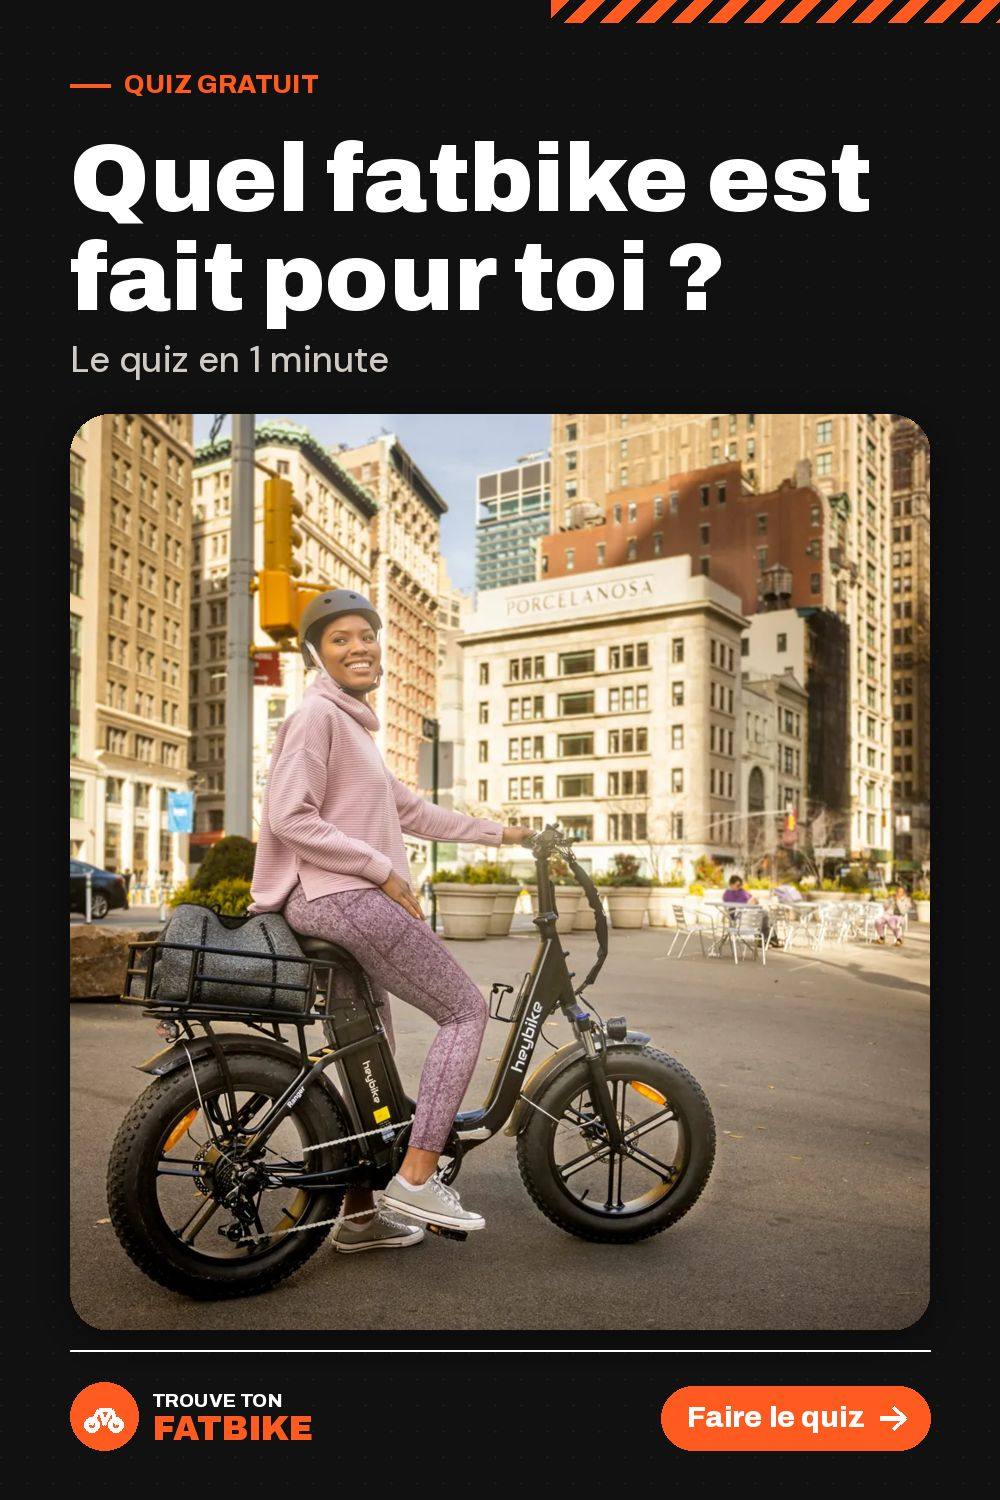 QUIZ GRATUIT
Quel fatbike est
fait pour toi ?
Le quiz en 1 minute
PORCELANOSA
heybike
heybike
Ranger
TROUVE TON
FATBIKE
Faire le quiz →